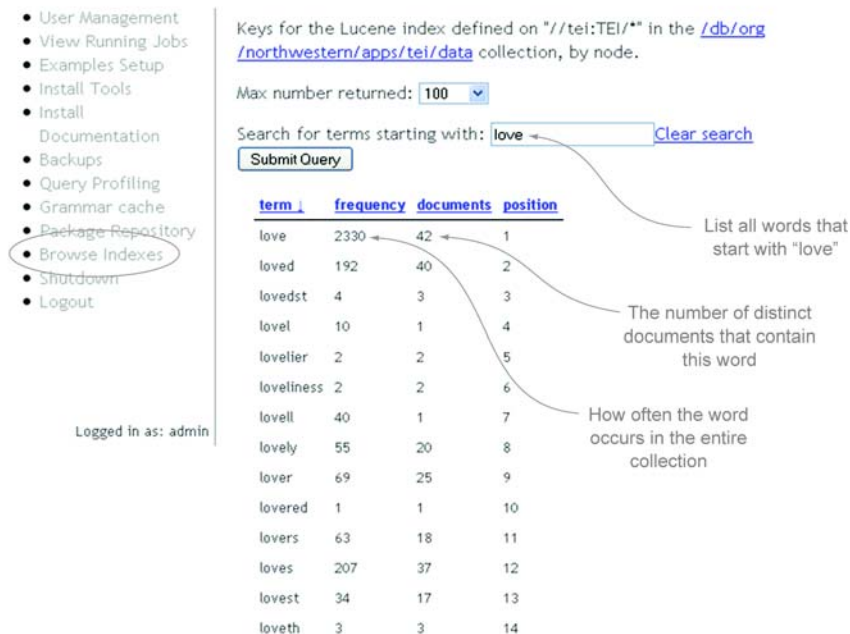 User Management
View Running Jobs
Examples Setup
Install Tools
Install
Documentation
Backups
Query Profiling
Grammar cache
Package Repository
Browse Indexes
Shutdown
Logout
Logged in as: admin
Keys for the Lucene index defined on "//tei:TEI/*" in the /db/org
/northwestern/apps/tei/data collection, by node.
Max number returned: 100
Search for terms starting with: love Clear search
Submit Query
term ↓ frequency documents position
love 2330 42 1
loved 192 40 2
lovedst 4 3 3
lovel 10 1 4
lovelier 2 2 5
loveliness 2 2 6
lovell 40 1 7
lovely 55 20 8
lover 69 25 9
lovered 1 1 10
lovers 63 18 11
loves 207 37 12
lovest 34 17 13
loveth 3 3 14
List all words that
start with “love”
The number of distinct
documents that contain
this word
How often the word
occurs in the entire
collection